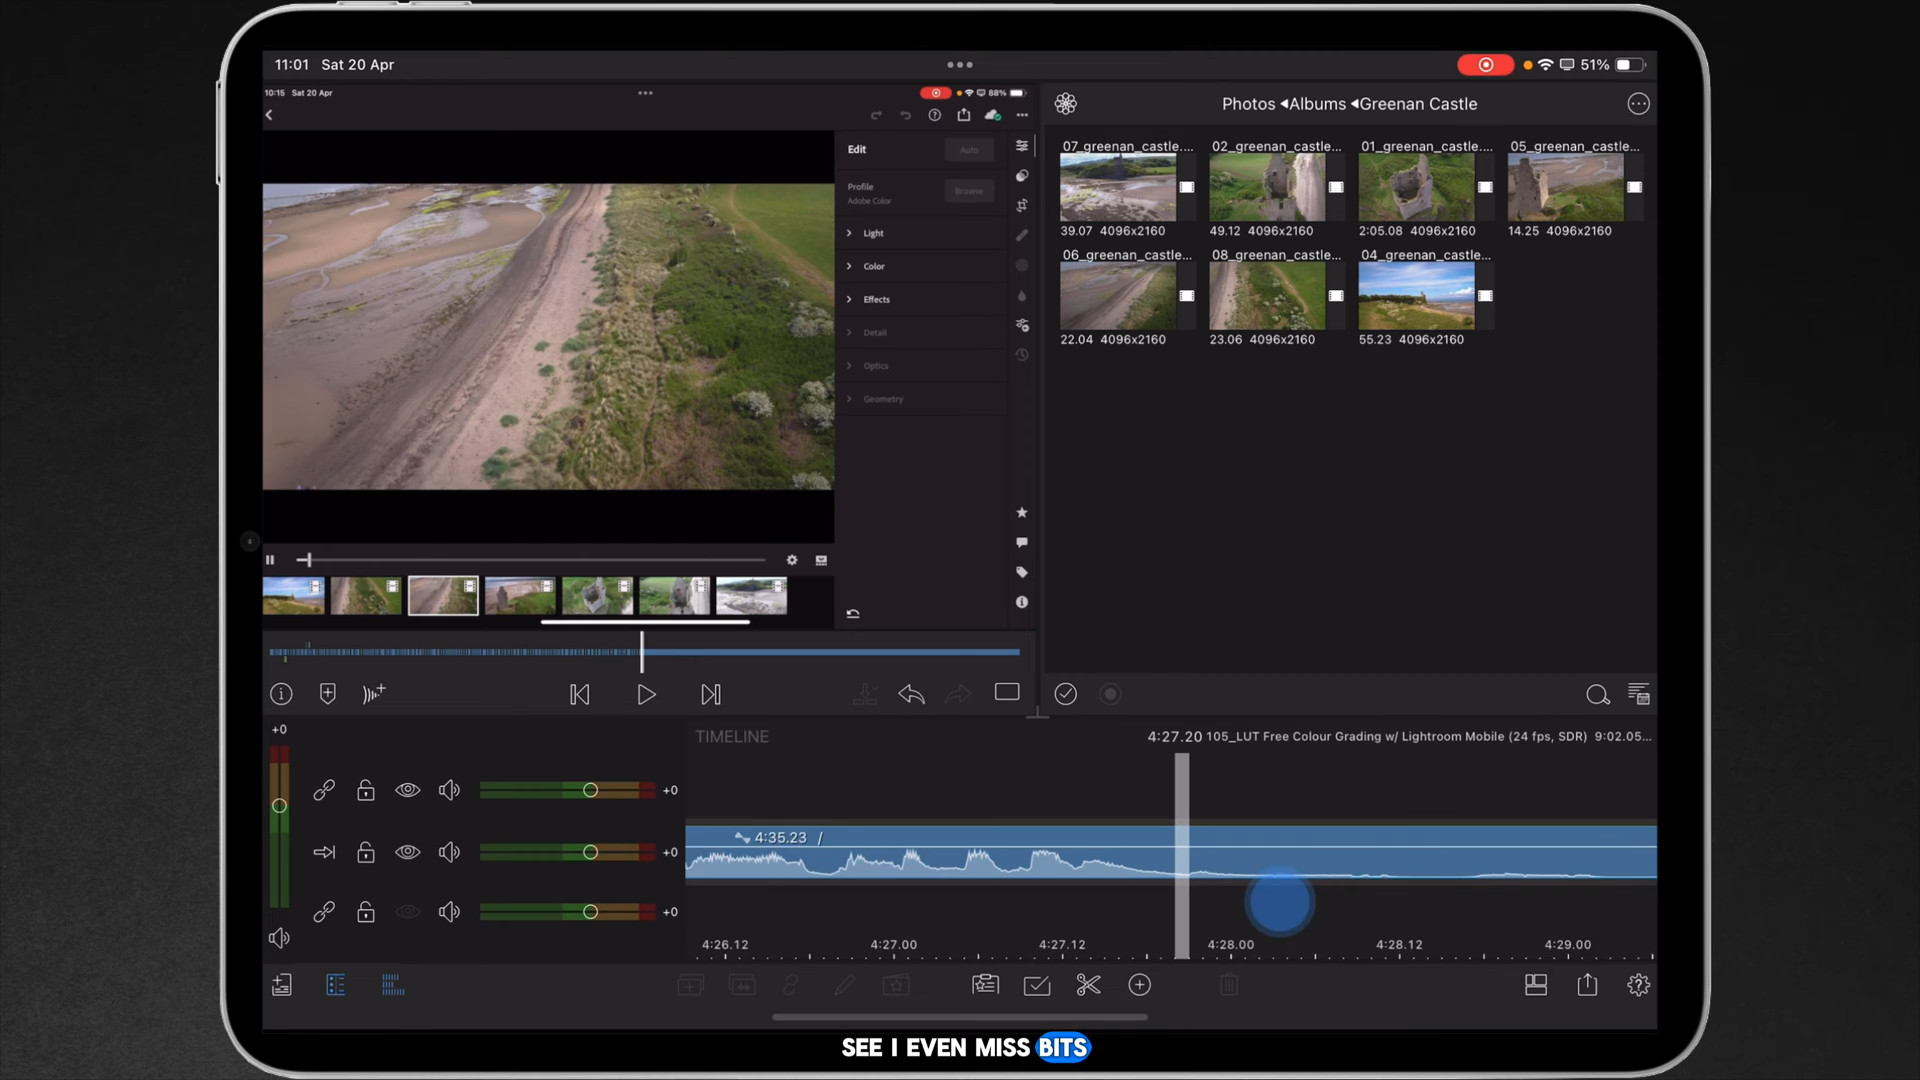 11:01 Sat 20 Apr
51%
10:15 Sat 20 Apr
88%
Edit
Auto
Profile
Adobe Color
Browse
Light
Color
Effects
Detail
Optics
Geometry
Photos ◀Albums ◀Greenan Castle
07_greenan_castle....
02_greenan_castle....
01_greenan_castle....
05_greenan_castle...
39.07 4096x2160
49.12 4096x2160
2:05.08 4096x2160
14.25 4096x2160
06_greenan_castle...
08_greenan_castle...
04_greenan_castle...
22.04 4096x2160
23.06 4096x2160
55.23 4096x2160
+0
TIMELINE
4:27.20 105_LUT Free Colour Grading w/ Lightroom Mobile (24 fps, SDR) 9:02.05...
+0
+0
+0
4:35.23 /
4:26.12
4:27.00
4:27.12
4:28.00
4:28.12
4:29.00
SEE I EVEN MISS BITS